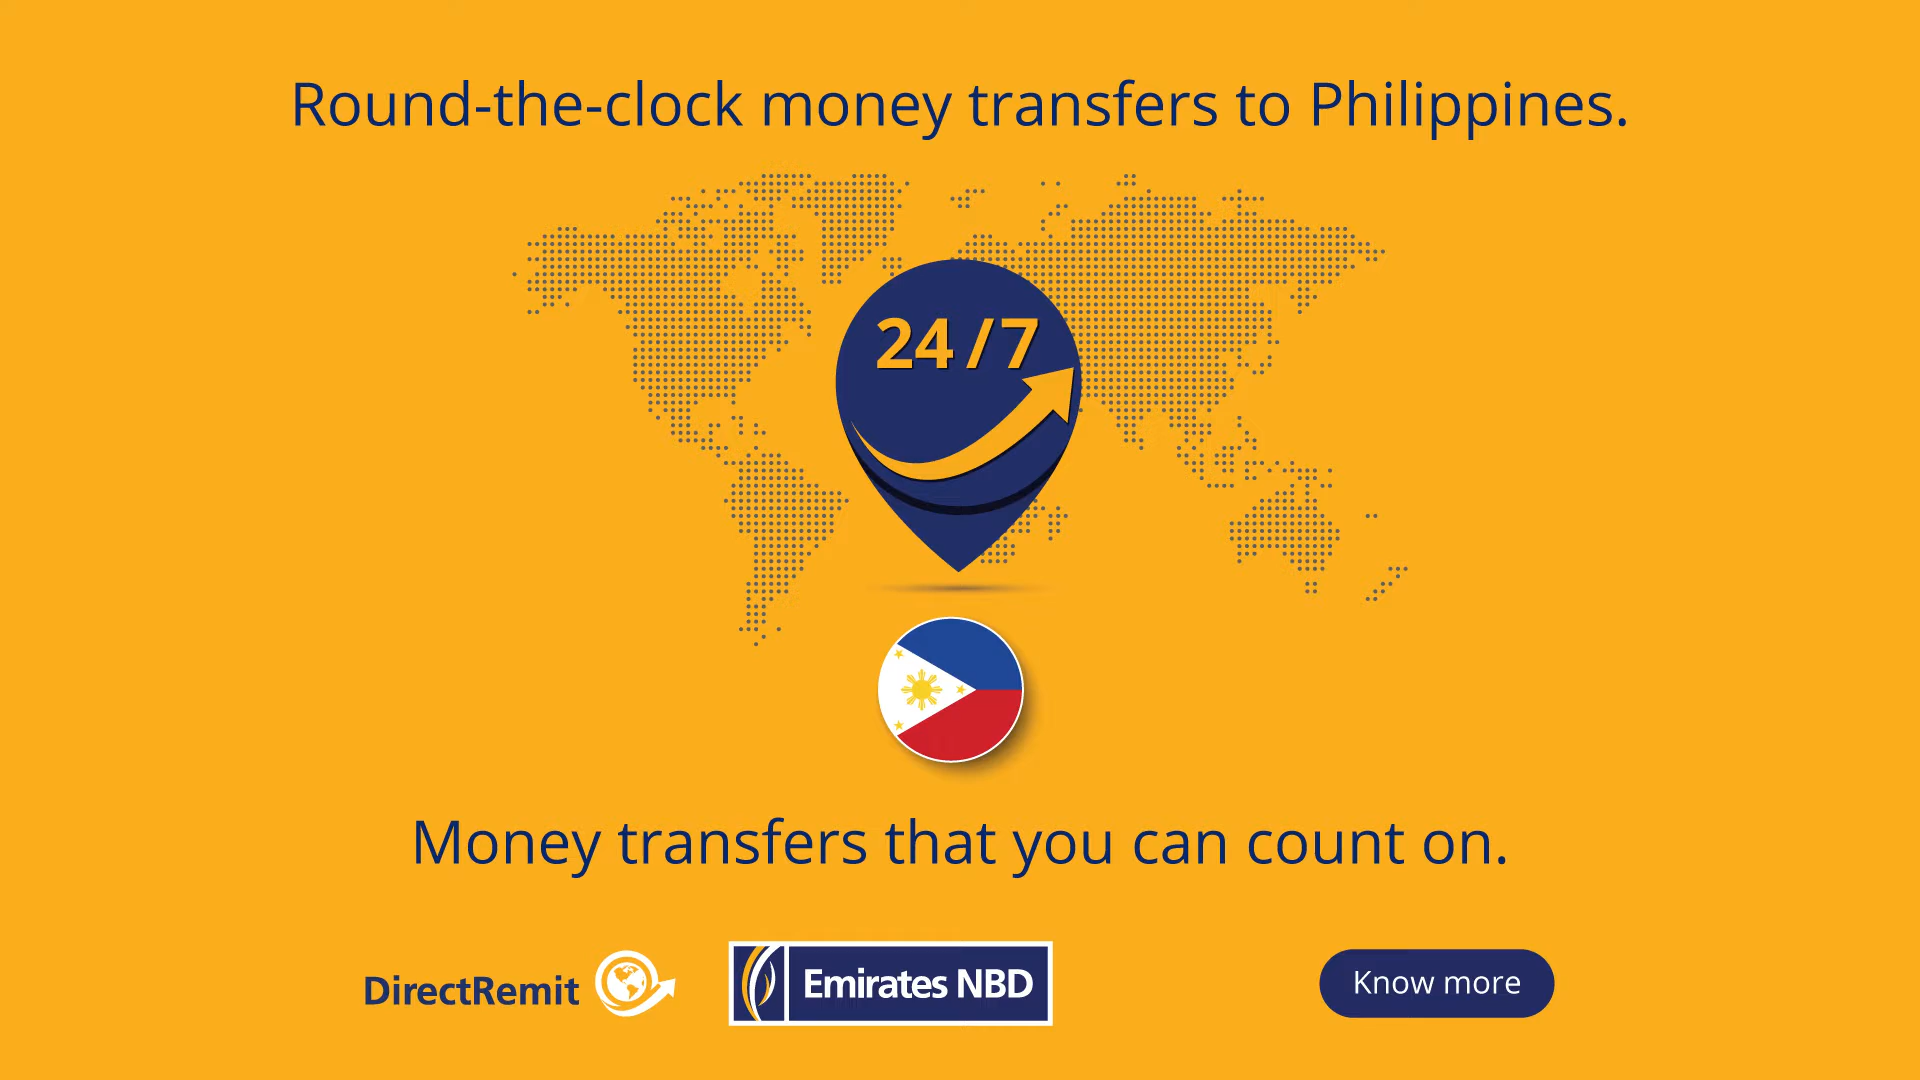 Round-the-clock money transfers to Philippines.
24/7
Money transfers that you can count on.
DirectRemit
Emirates NBD
Know more